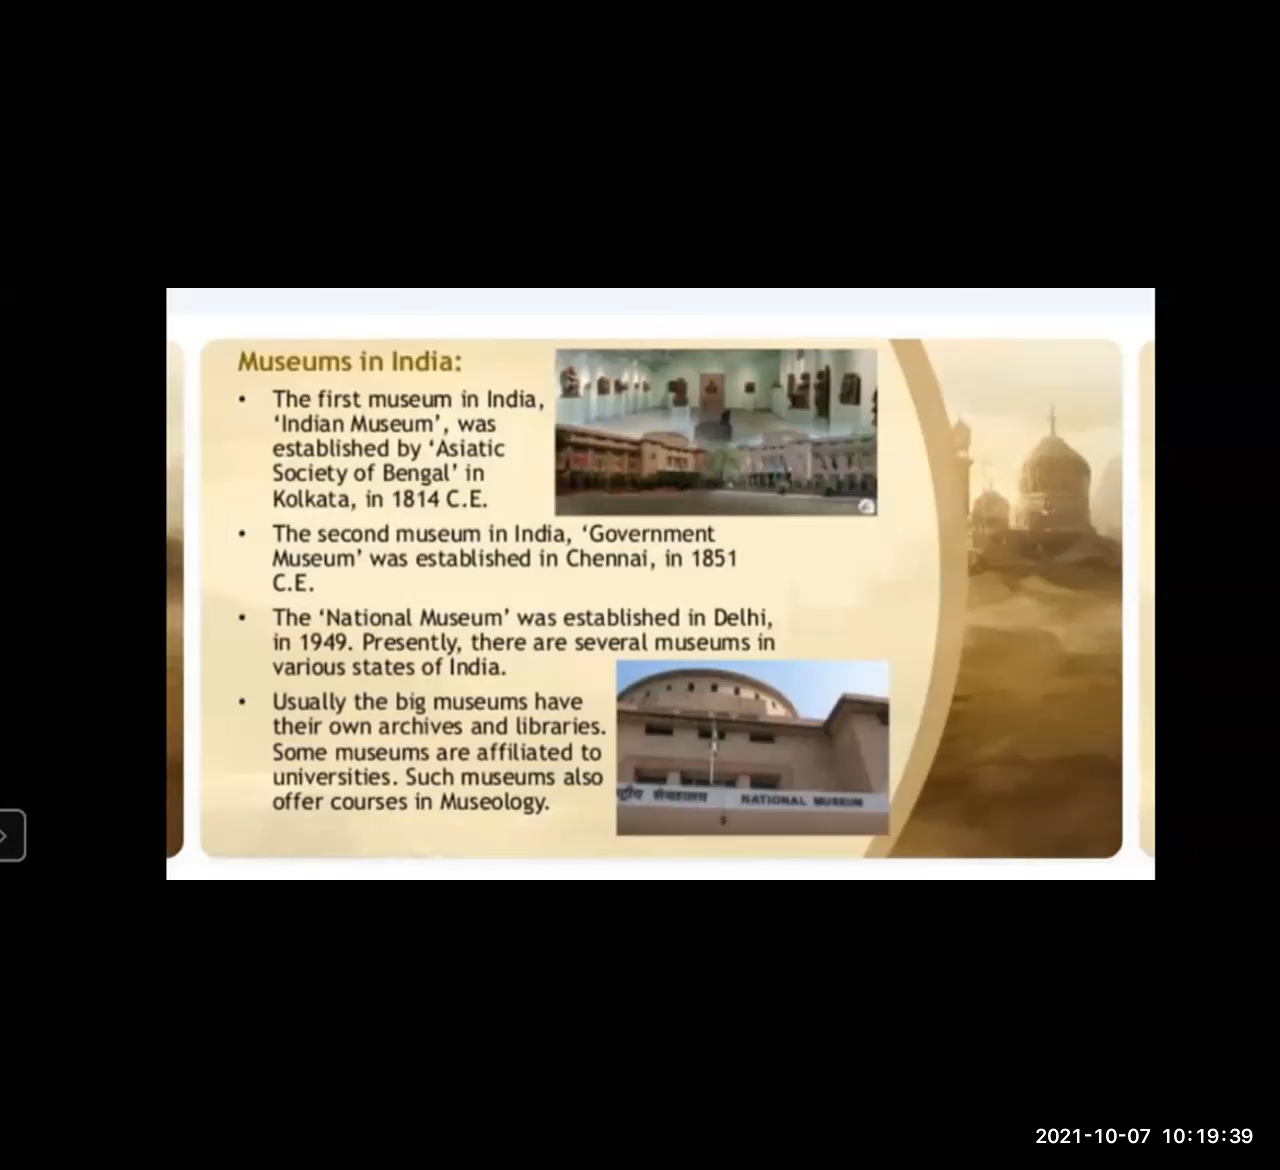 Museums in India:
• The first museum in India,
‘Indian Museum’, was
established by ‘Asiatic
Society of Bengal’ in
Kolkata, in 1814 C.E.
• The second museum in India, ‘Government
Museum’ was established in Chennai, in 1851
C.E.
• The ‘National Museum’ was established in Delhi,
in 1949. Presently, there are several museums in
various states of India.
• Usually the big museums have
their own archives and libraries.
Some museums are affiliated to
universities. Such museums also
offer courses in Museology.
NATIONAL MUSEUM
2021-10-07 10:19:39